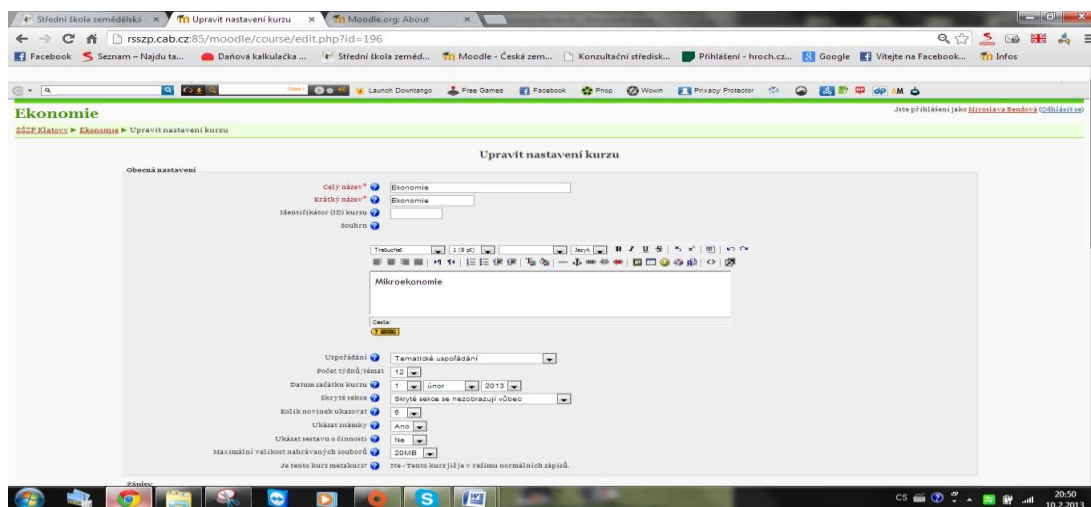 Střední škola zemědělská
Upravit nastavení kurzu
Moodle.org: About
rsszp.cab.cz:85/moodle/course/edit.php?id=196
Facebook Seznam – Najdu ta... Daňová kalkulačka ... Střední škola zeměd... Moodle - Česká zem... Konzultační středisk... Přihlášení - hroch.cz... Google Vítejte na Facebook... Infos
Launch Downtango Free Games Facebook Pnop Wowin Privacy Protector
Ekonomie
Jste přihlášeni jako Miroslava Bendová (Odhlásit se)
SŠZP Klatovy ► Ekonomie ► Upravit nastavení kurzu
Upravit nastavení kurzu
Obecná nastavení
Celý název* Ekonomie
Krátký název* Ekonomie
Identifikátor (ID) kurzu
Souhrn
Trebuchet 1 (8 pt) Jazyk B I U S
Mikroekonomie
Cesta:
Uspořádání Tematické uspořádání
Počet týdnů/témat 12
Datum začátku kurzu 1 únor 2013
Skryté sekce Skryté sekce se nezobrazují vůbec
Kolik novinek ukazovat 5
Ukázat známky Ano
Ukázat sestavu o činnosti Ne
Maximální velikost nahrávaných souborů 20MB
Je tento kurz metakurz? Ne - Tento kurz již je v režimu normálních zápisů.
Zápisy
CS
20:50
10.2.2013